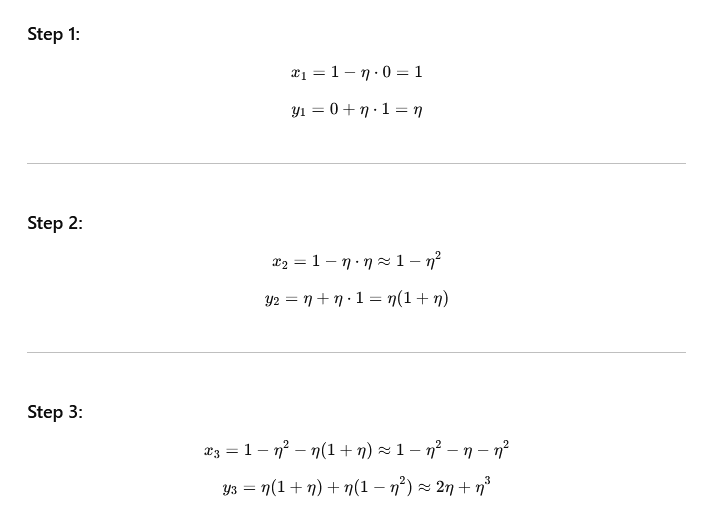 Step 1:
x₁ = 1 − η · 0 = 1
y₁ = 0 + η · 1 = η
Step 2:
x₂ = 1 − η · η ≈ 1 − η²
y₂ = η + η · 1 = η(1 + η)
Step 3:
x₃ = 1 − η² − η(1 + η) ≈ 1 − η² − η − η²
y₃ = η(1 + η) + η(1 − η²) ≈ 2η + η³